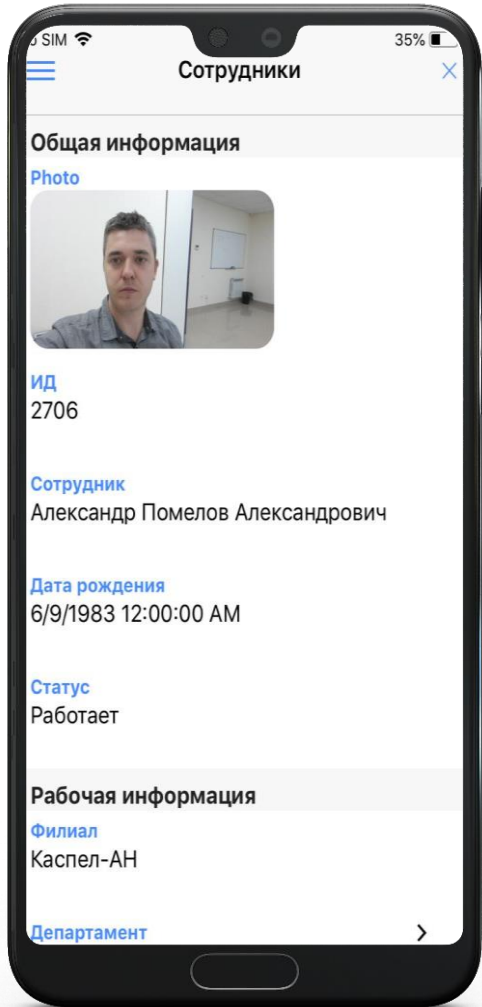 SIM
35%
Сотрудники
Общая информация
Photo
ИД
2706
Сотрудник
Александр Помелов Александрович
Дата рождения
6/9/1983 12:00:00 AM
Статус
Работает
Рабочая информация
Филиал
Каспел-АН
Департамент